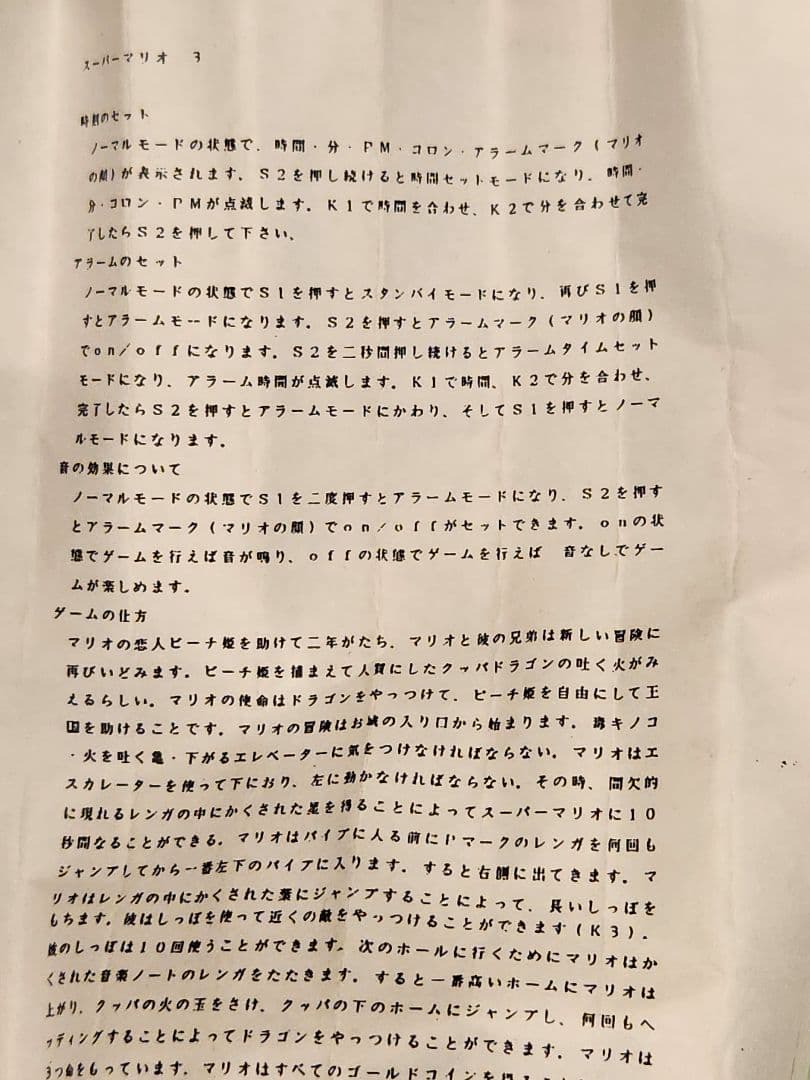 スーパーマリオ　3
時刻のセット
ノーマルモードの状態で、時間・分・PM・コロン・アラームマーク(マリオ
の顔)が表示されます。S2を押し続けると時間セットモードになり、時間・
分・コロン・PMが点滅します。K1で時間を合わせ、K2で分を合わせて完
了したらS2を押して下さい、
アラームのセット
ノーマルモードの状態でS1を押すとスタンバイモードになり、再びS1を押
すとアラームモードになります。S2を押すとアラームマーク(マリオの顔)
でon/offになります。S2を二秒間押し続けるとアラームタイムセット
モードになり、アラーム時間が点滅します。K1で時間、K2で分を合わせ、
完了したらS2を押すとアラームモードにかわり、そしてS1を押すとノーマ
ルモードになります。
音の効果について
ノーマルモードの状態でS1を二度押すとアラームモードになり、S2を押す
とアラームマーク(マリオの顔)でon/offがセットできます。onの状
態でゲームを行えば音が鳴り、offの状態でゲームを行えば　音なしでゲー
ムが楽しめます。
ゲームの仕方
マリオの恋人ピーチ姫を助けて二年がたち、マリオと彼の兄弟は新しい冒険に
再びいどみます。ピーチ姫を捕まえて人質にしたクッパドラゴンの吐く火がみ
えるらしい。マリオの使命はドラゴンをやっつけて、ピーチ姫を自由にして王
国を助けることです。マリオの冒険はお城の入り口から始まります。毒キノコ
・火を吐く亀・下がるエレベーターに気をつけなければならない。マリオはエ
スカレーターを使って下におり、左に動かなければならない。その時、間欠的
に現れるレンガの中にかくされた星を得ることによってスーパーマリオに10
秒間なることができる。マリオはパイプに入る前にPマークのレンガを何回も
ジャンプしてから一番左下のパイプに入ります。すると右側に出てきます。マ
リオはレンガの中にかくされた葉にジャンプすることによって、長いしっぽを
もちます。彼はしっぽを使って近くの敵をやっつけることができます(K3)。
彼のしっぽは10回使うことができます。次のホールに行くためにマリオはか
くされた音楽ノートのレンガをたたきます。すると一番高いホームにマリオは
上がり、クッパの火の玉をさけ、クッパの下のホームにジャンプし、何回もへ
ッディングすることによってドラゴンをやっつけることができます。マリオは
3つ命をもっています。マリオはすべてのゴールドコインを